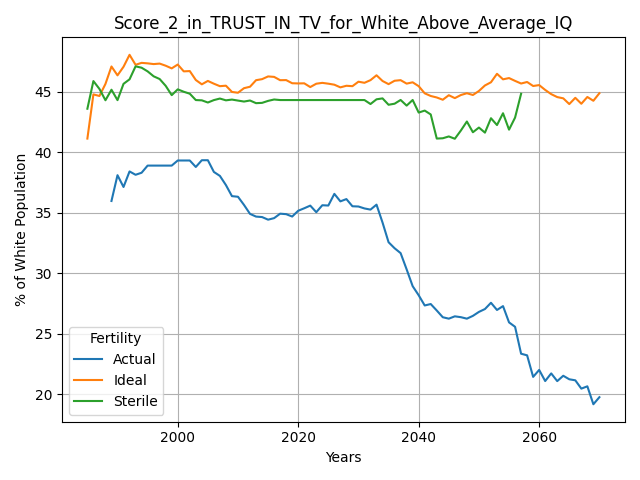 Score_2_in_TRUST_IN_TV_for_White_Above_Average_IQ
% of White Population
45
40
35
30
25
20
Fertility
Actual
Ideal
Sterile
2000
2020
2040
2060
Years